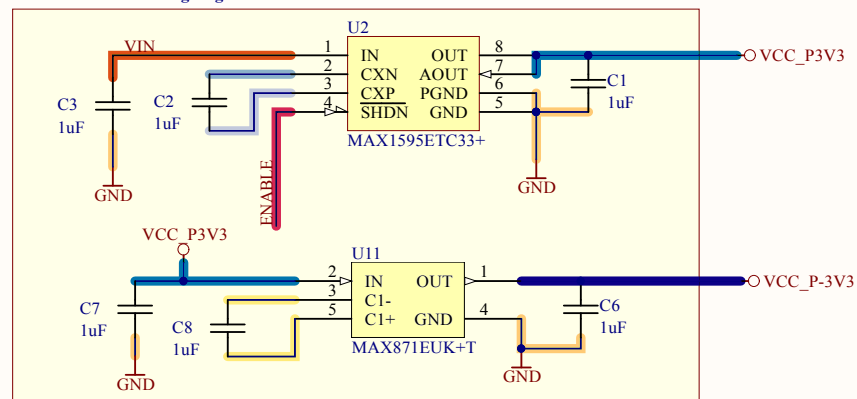 U2
VIN
1 IN OUT 8
2 CXN AOUT 7
3 CXP PGND 6
4 SHDN GND 5
MAX1595ETC33+
VCC_P3V3
C3
1uF
C2
1uF
C1
1uF
GND
ENABLE
GND
VCC_P3V3
U11
2 IN OUT 1
3 C1-
5 C1+ GND 4
MAX871EUK+T
VCC_P-3V3
C7
1uF
C8
1uF
C6
1uF
GND
GND